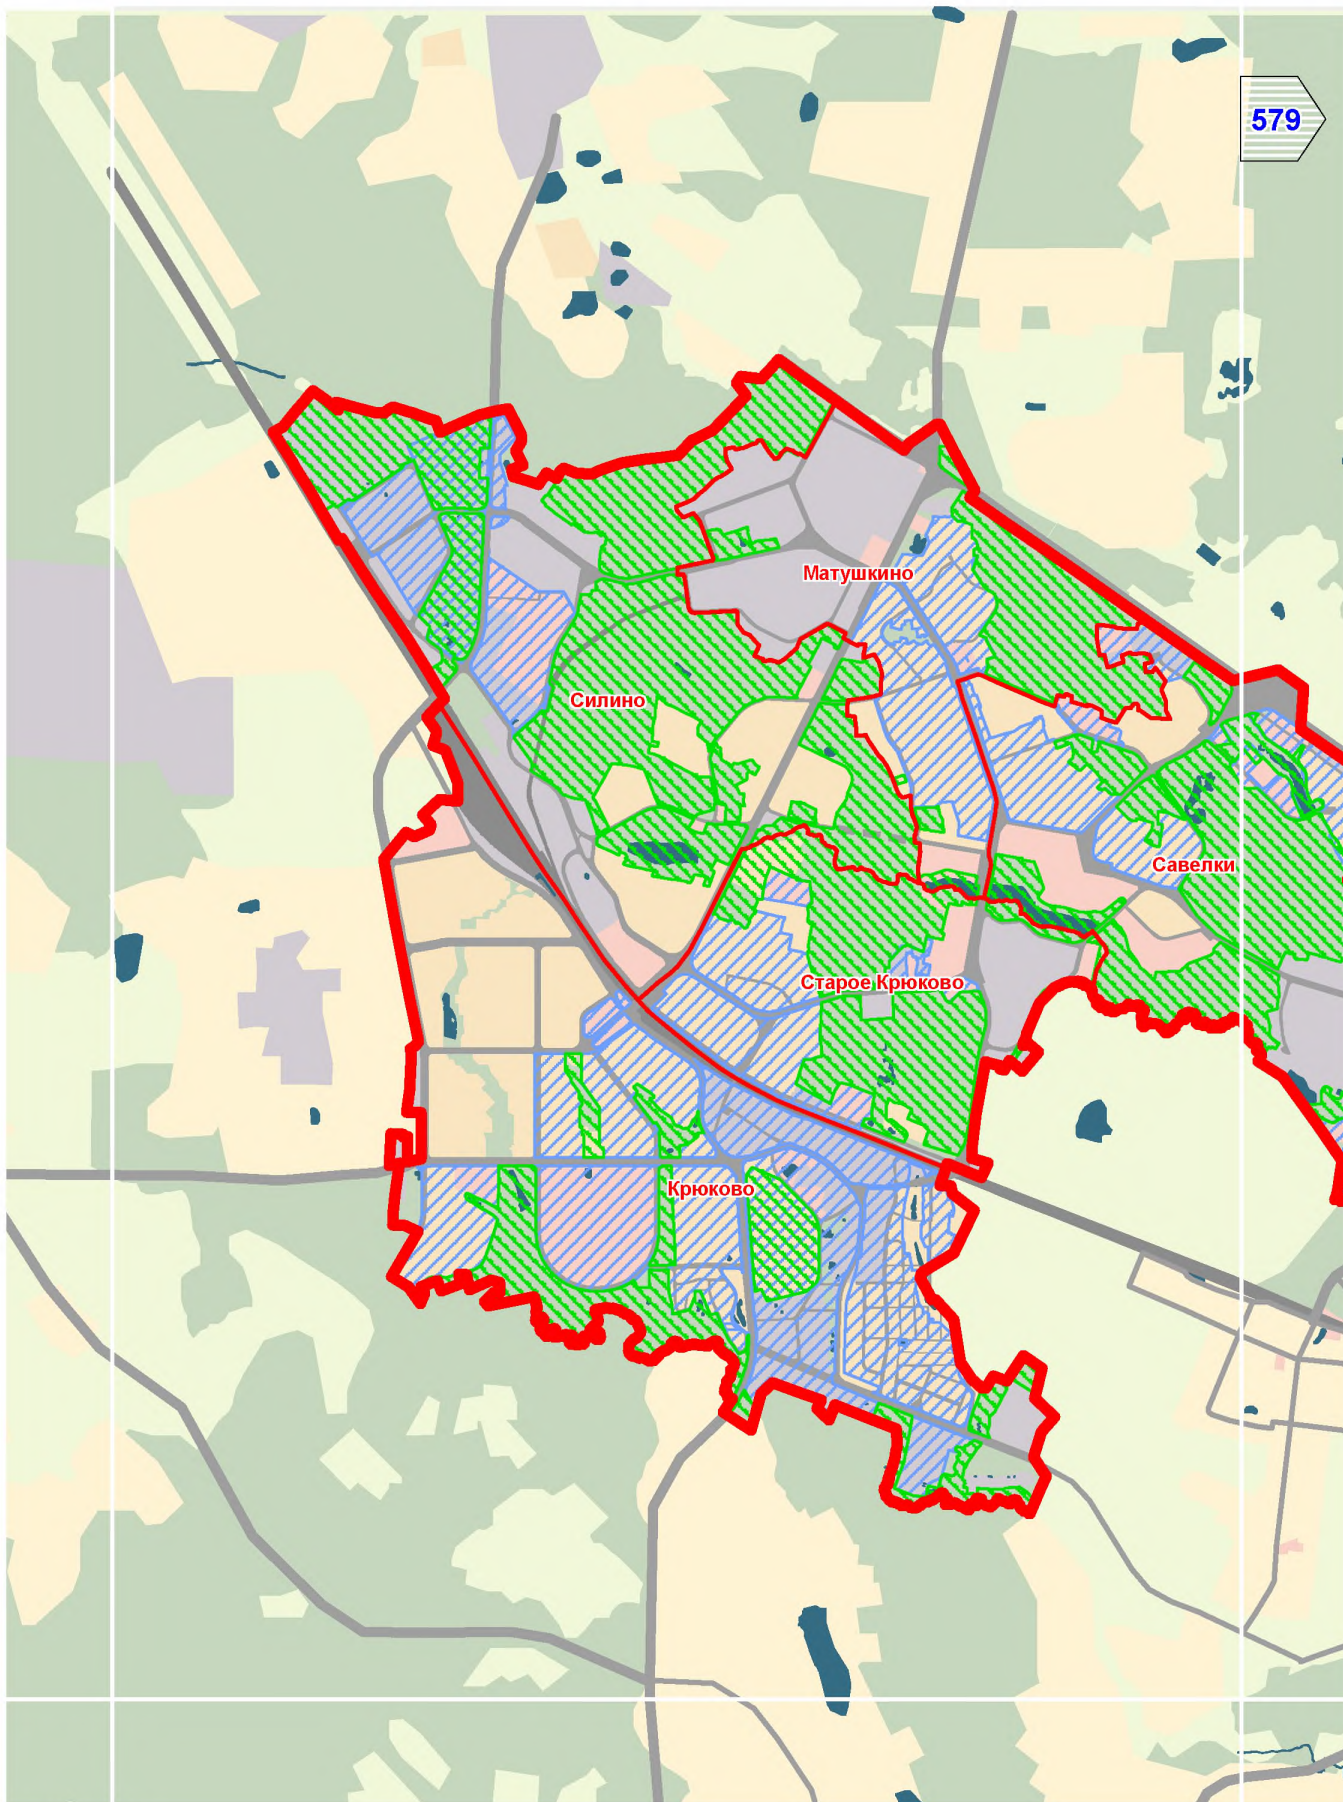 579
Матушкино
Силино
Савелки
Старое Крюково
Крюково